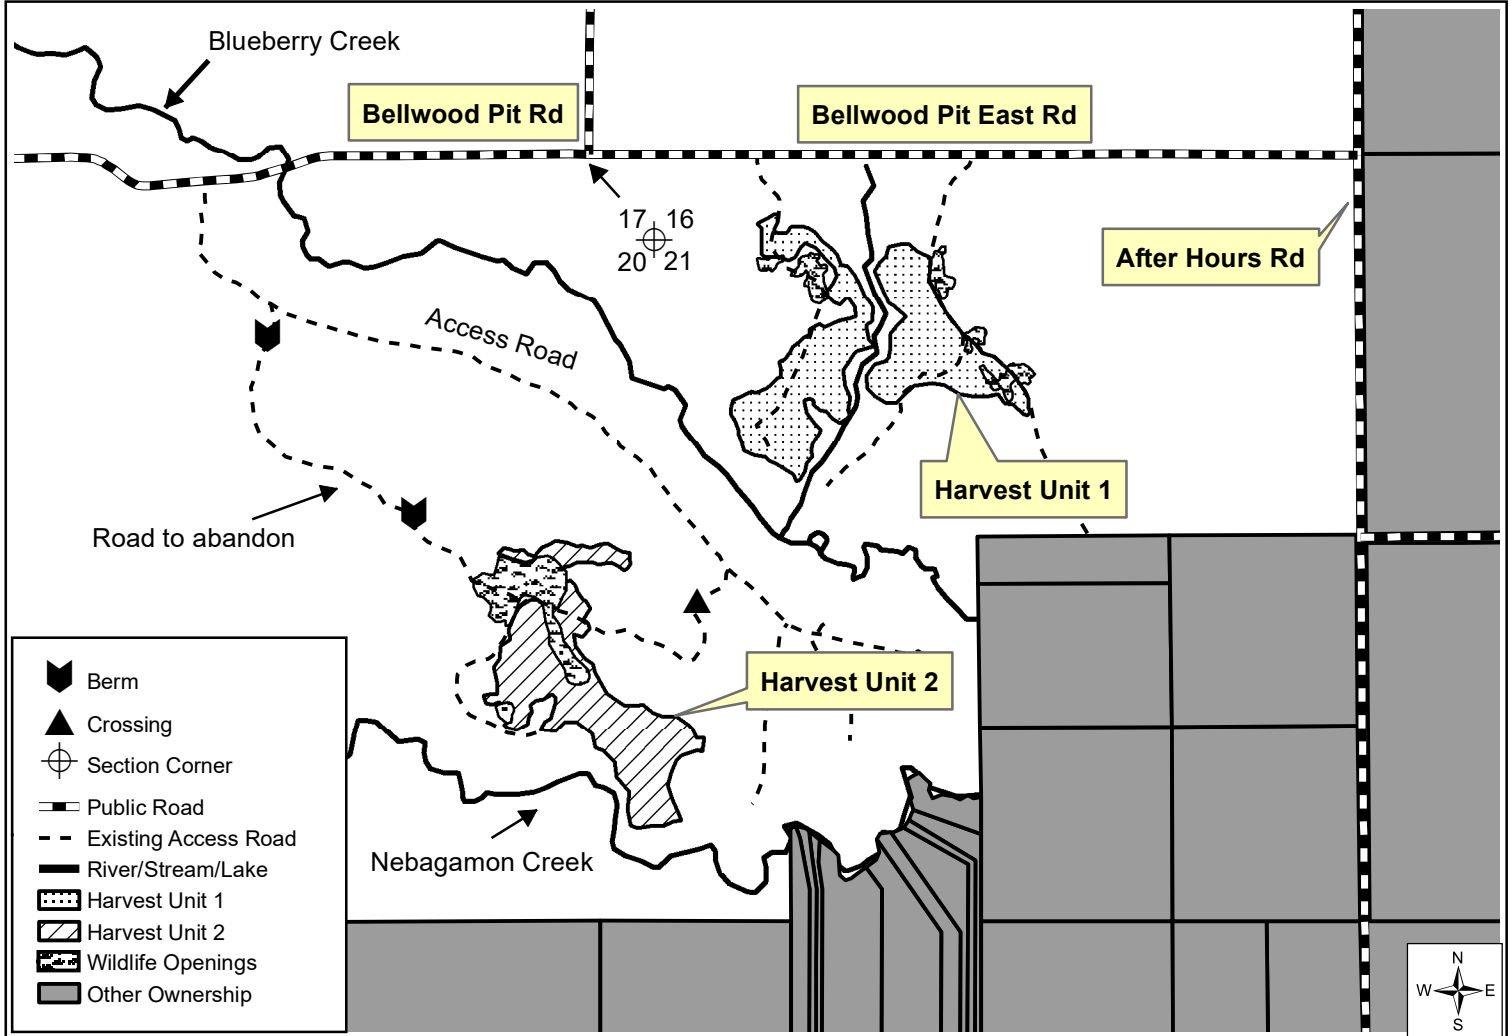 Blueberry Creek
Bellwood Pit Rd
Bellwood Pit East Rd
17 16
20 21
After Hours Rd
Access Road
Harvest Unit 1
Road to abandon
Harvest Unit 2
Nebagamon Creek
Berm
Crossing
Section Corner
Public Road
Existing Access Road
River/Stream/Lake
Harvest Unit 1
Harvest Unit 2
Wildlife Openings
Other Ownership
N
W E
S